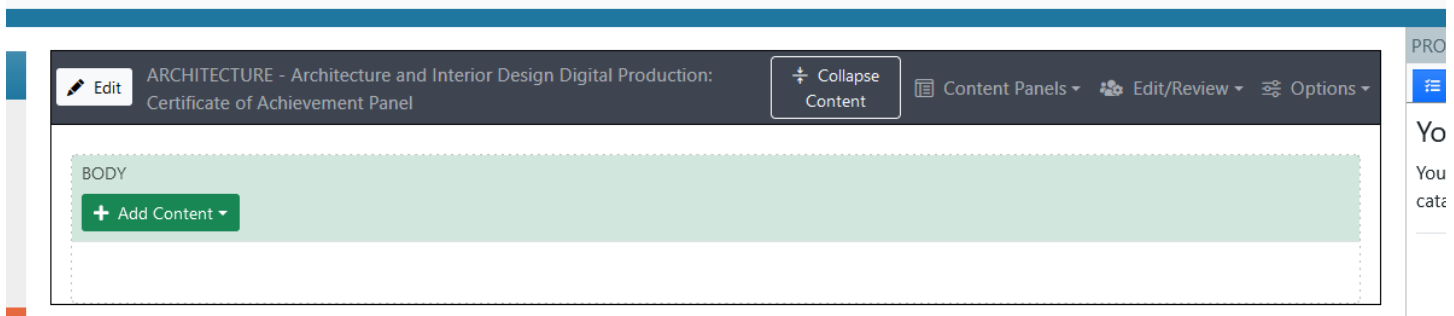 Edit
ARCHITECTURE - Architecture and Interior Design Digital Production:
Certificate of Achievement Panel
Collapse
Content
Content Panels
Edit/Review
Options
BODY
Add Content
PRO
Yo
You
cata